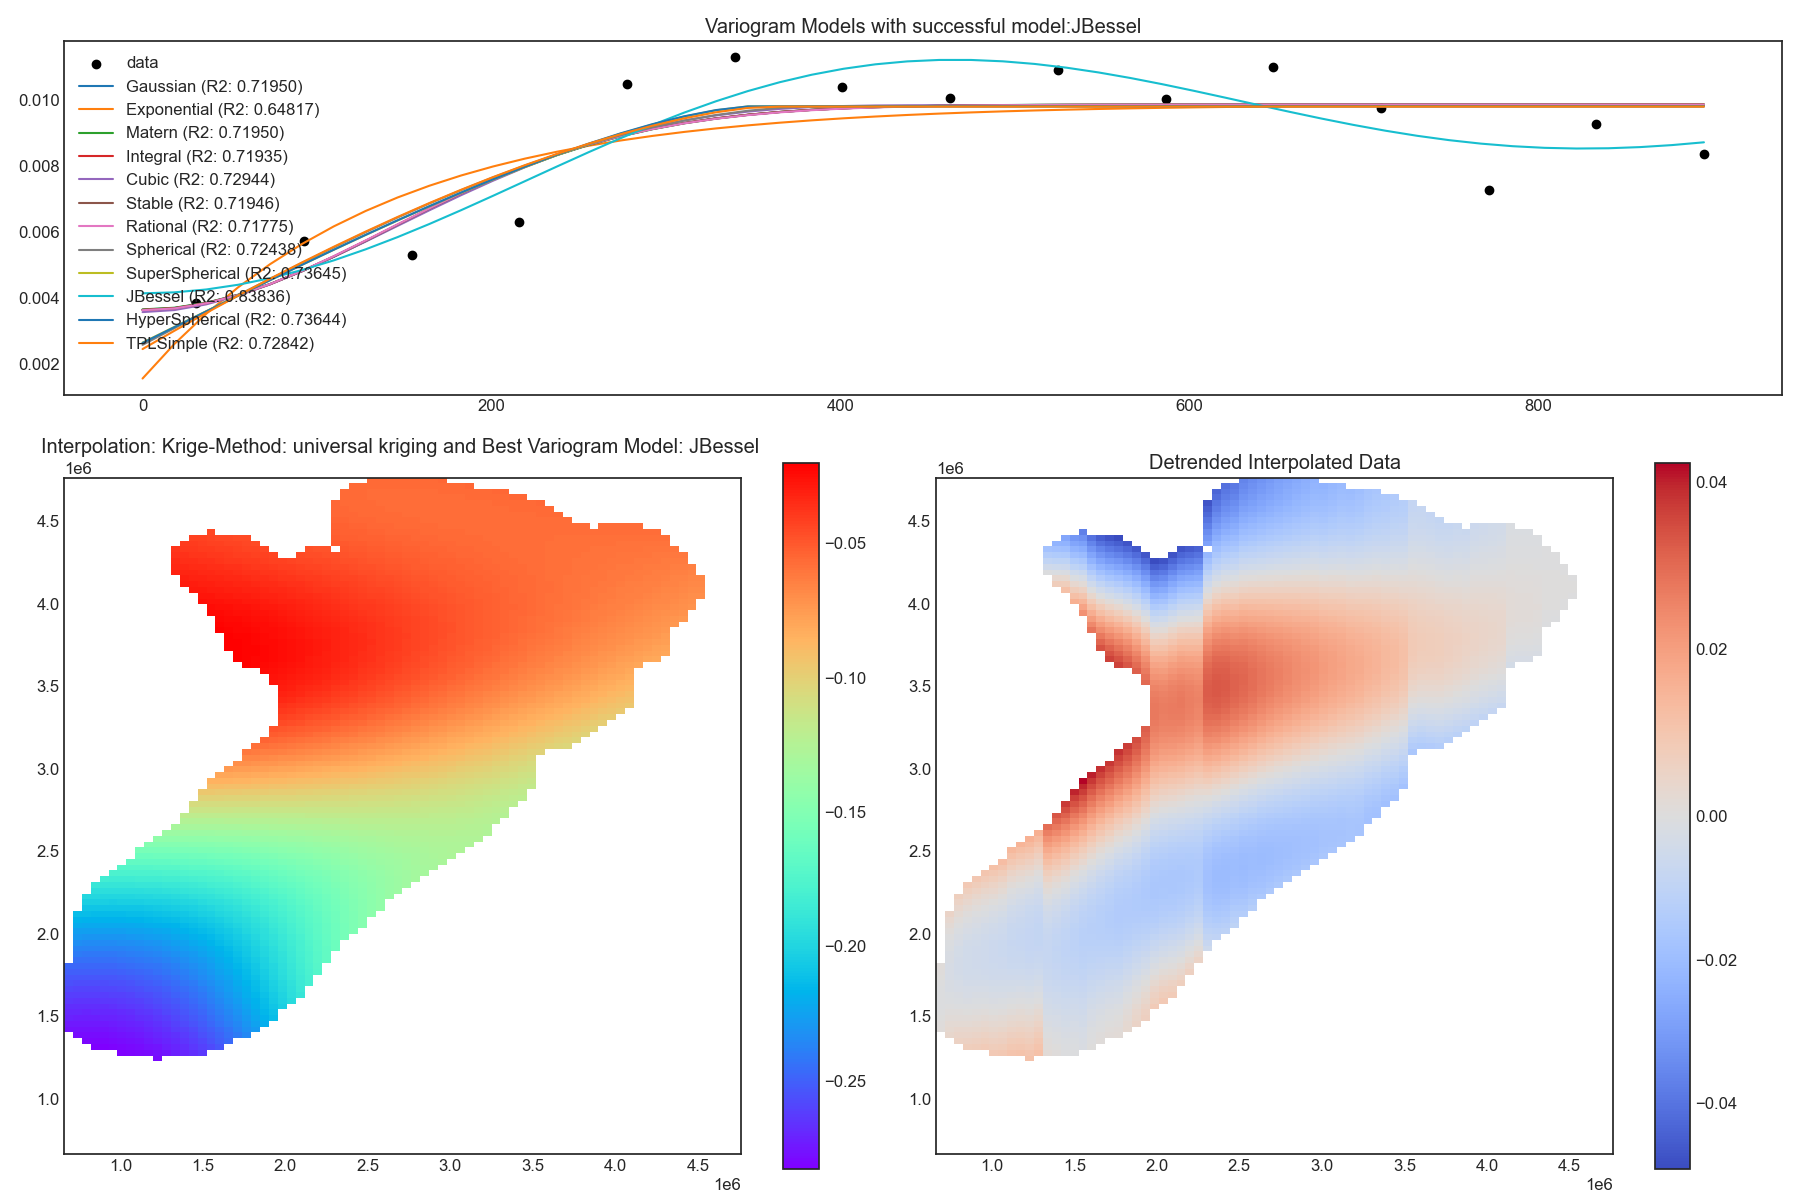 Variogram Models with successful model:JBessel
data
Gaussian (R2: 0.71950)
Exponential (R2: 0.64817)
Matern (R2: 0.71950)
Integral (R2: 0.71935)
Cubic (R2: 0.72944)
Stable (R2: 0.71946)
Rational (R2: 0.71775)
Spherical (R2: 0.72438)
SuperSpherical (R2: 0.73645)
JBessel (R2: 0.83836)
HyperSpherical (R2: 0.73644)
TPLSimple (R2: 0.72842)
0.010
0.008
0.006
0.004
0.002
0 200 400 600 800
Interpolation: Krige-Method: universal kriging and Best Variogram Model: JBessel
1e6
4.5
4.0
3.5
3.0
2.5
2.0
1.5
1.0
1.0 1.5 2.0 2.5 3.0 3.5 4.0 4.5
1e6
−0.05
−0.10
−0.15
−0.20
−0.25
Detrended Interpolated Data
1e6
4.5
4.0
3.5
3.0
2.5
2.0
1.5
1.0
1.0 1.5 2.0 2.5 3.0 3.5 4.0 4.5
1e6
0.04
0.02
0.00
−0.02
−0.04